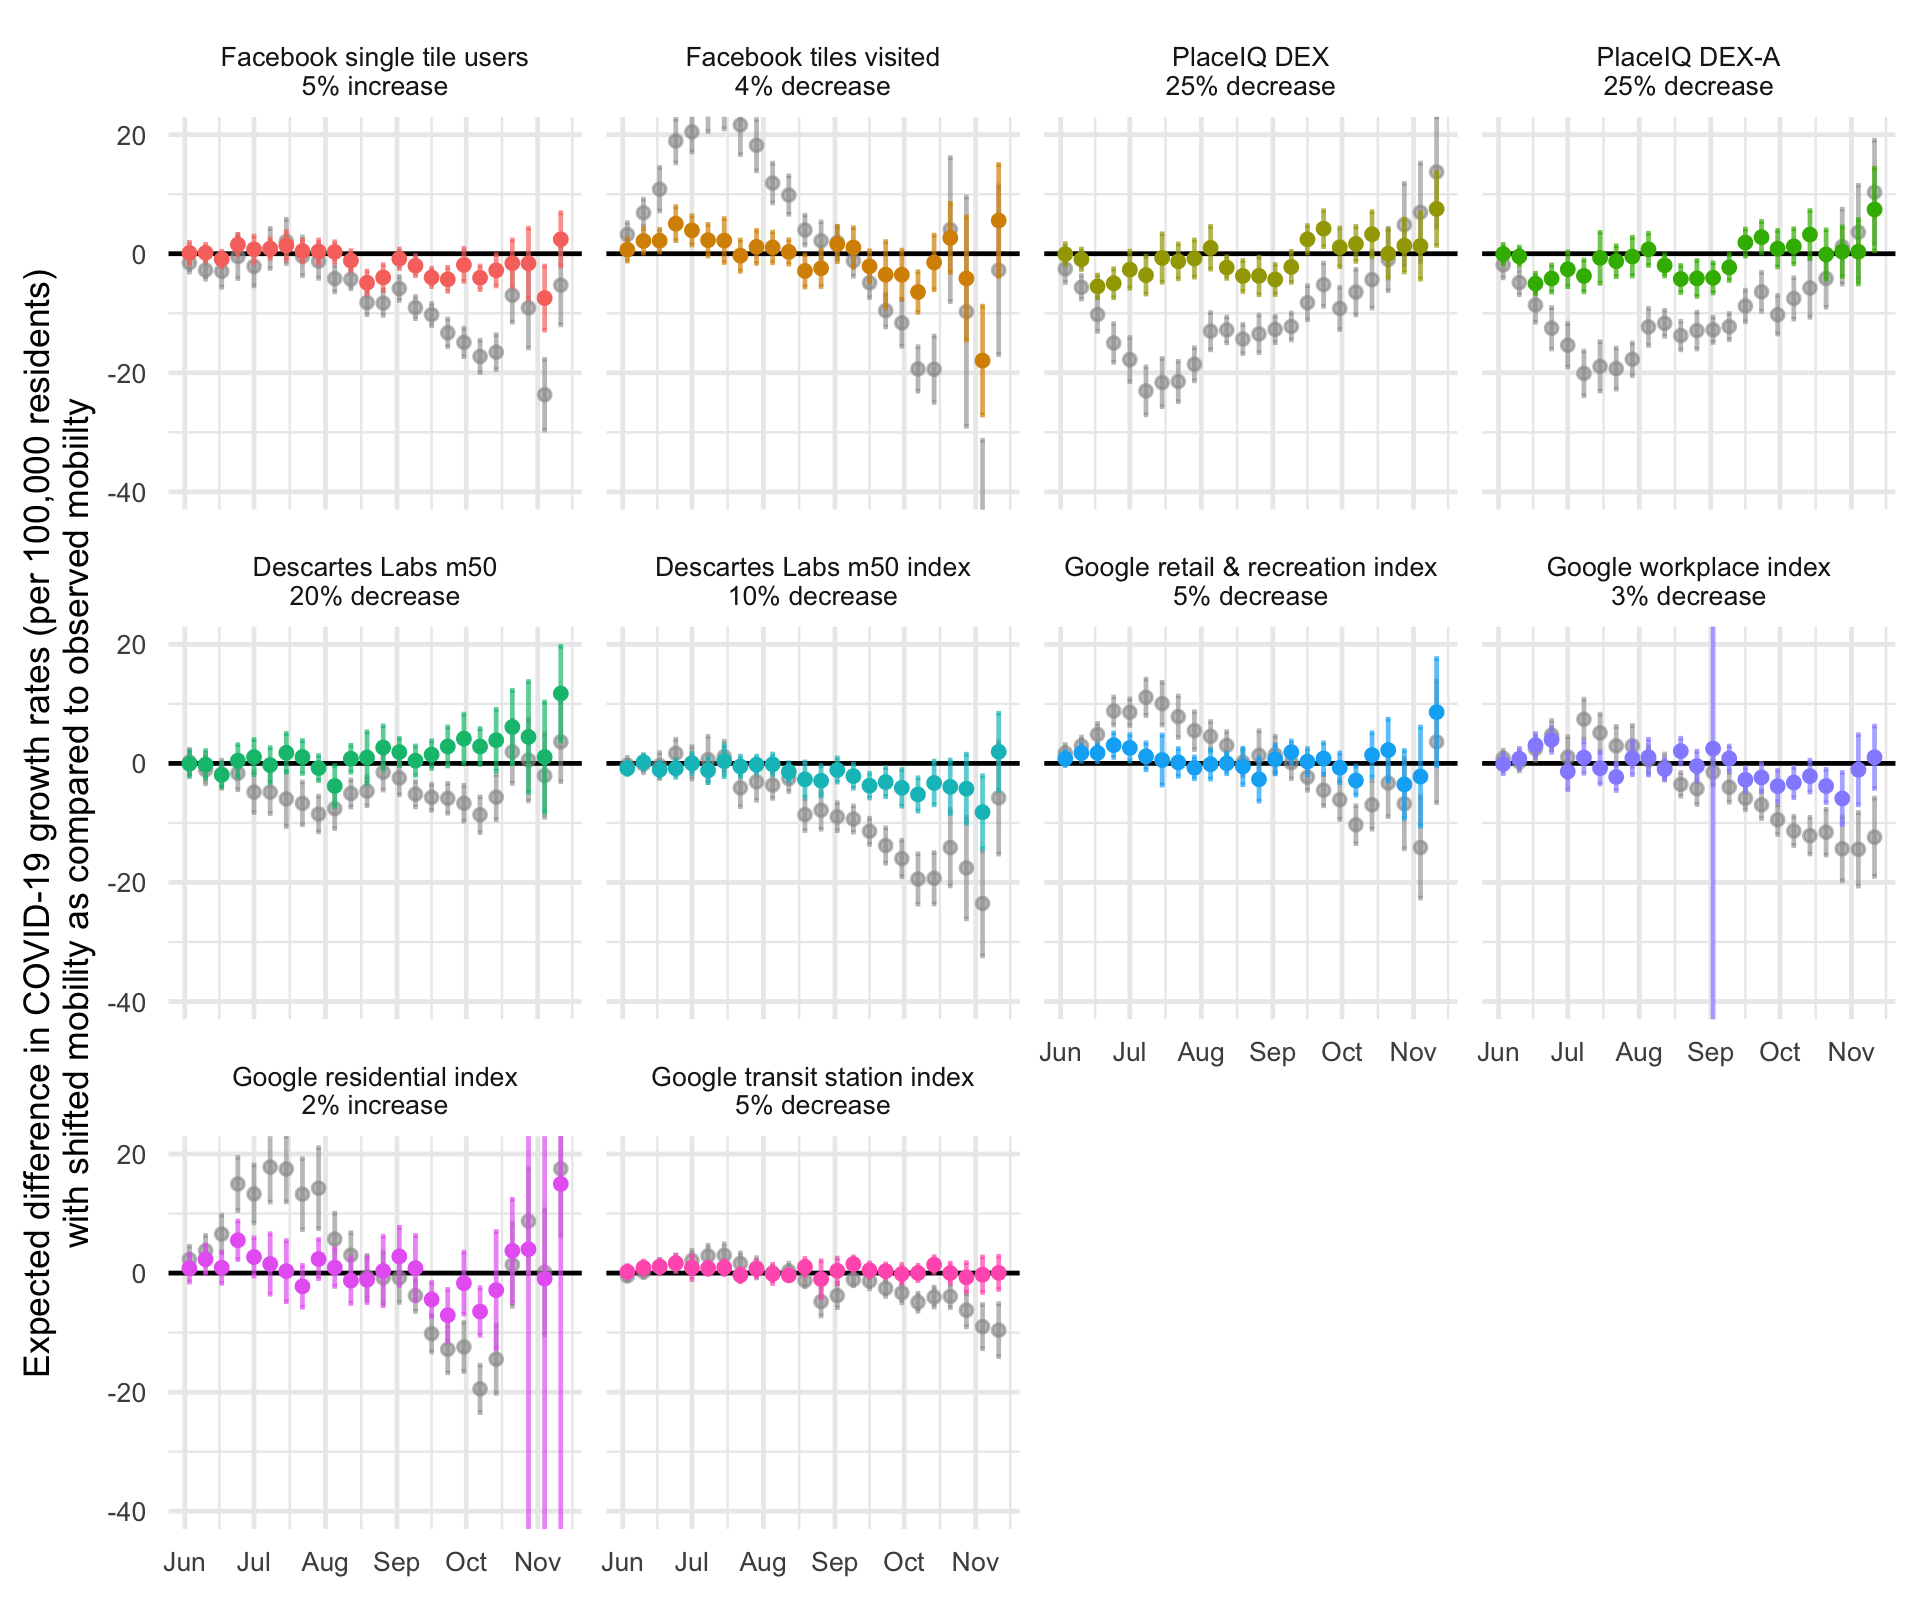 Expected difference in COVID-19 growth rates (per 100,000 residents)
with shifted mobility as compared to observed mobiilty
Facebook single tile users
5% increase
Facebook tiles visited
4% decrease
PlaceIQ DEX
25% decrease
PlaceIQ DEX-A
25% decrease
20
0
-20
-40
Descartes Labs m50
20% decrease
Descartes Labs m50 index
10% decrease
Google retail & recreation index
5% decrease
Google workplace index
3% decrease
20
0
-20
-40
Jun Jul Aug Sep Oct Nov
Jun Jul Aug Sep Oct Nov
Google residential index
2% increase
Google transit station index
5% decrease
20
0
-20
-40
Jun Jul Aug Sep Oct Nov
Jun Jul Aug Sep Oct Nov